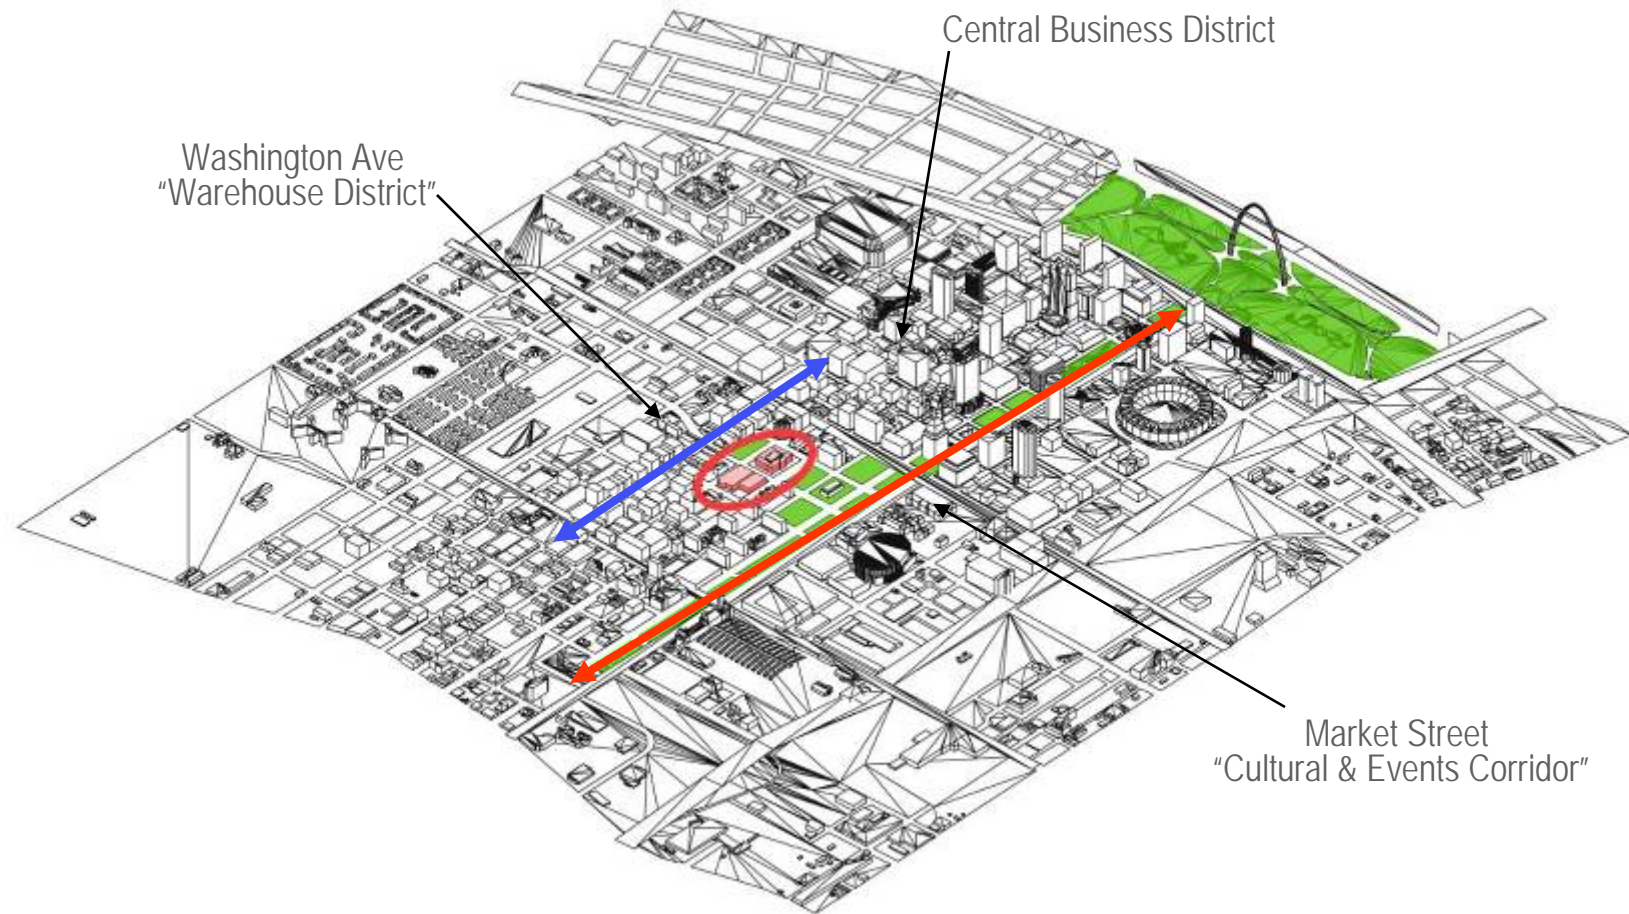 Central Business District
Washington Ave
“Warehouse District”
Market Street
“Cultural & Events Corridor”